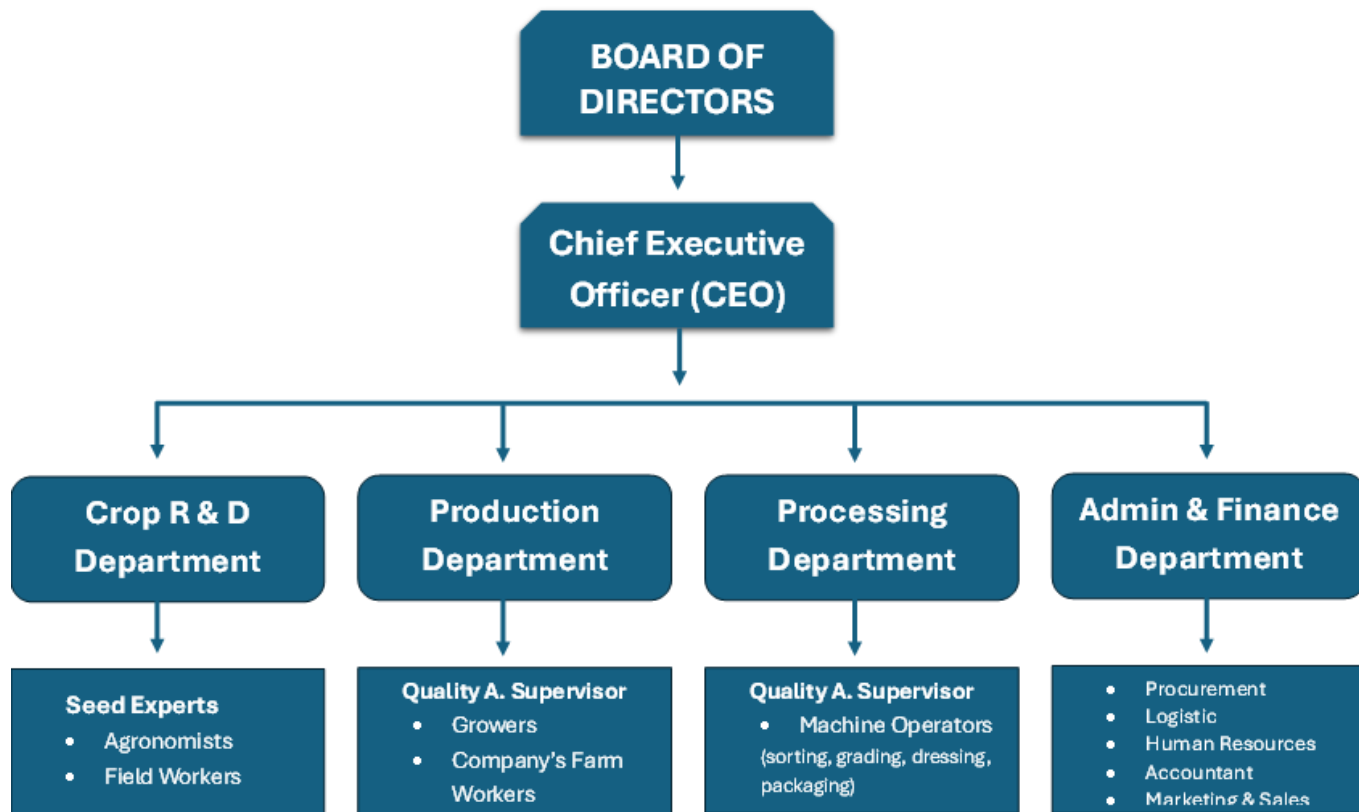 BOARD OF
DIRECTORS
Chief Executive
Officer (CEO)
Crop R & D
Department
Production
Department
Processing
Department
Admin & Finance
Department
Seed Experts
• Agronomists
• Field Workers
Quality A. Supervisor
• Growers
• Company's Farm
Workers
Quality A. Supervisor
• Machine Operators
(sorting, grading, dressing,
packaging)
• Procurement
• Logistic
• Human Resources
• Accountant
• Marketing & Sales